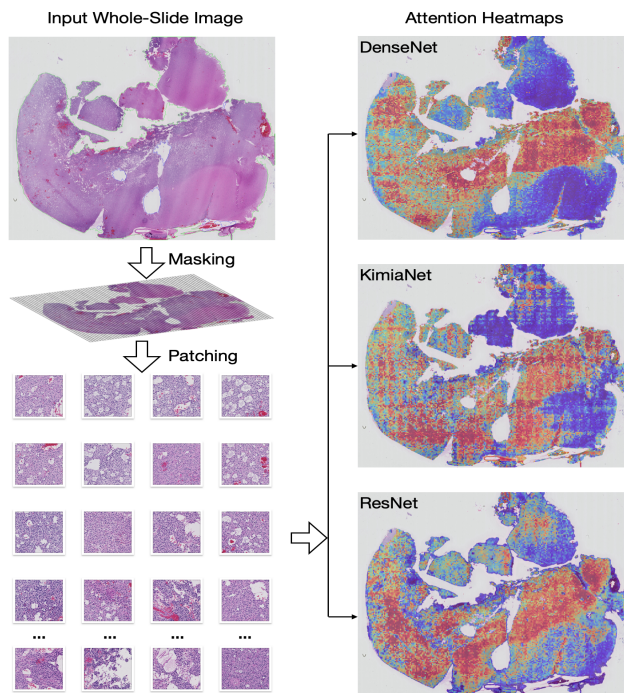 Input Whole-Slide Image
Masking
Patching
... ... ... ...
Attention Heatmaps
DenseNet
KimiaNet
ResNet